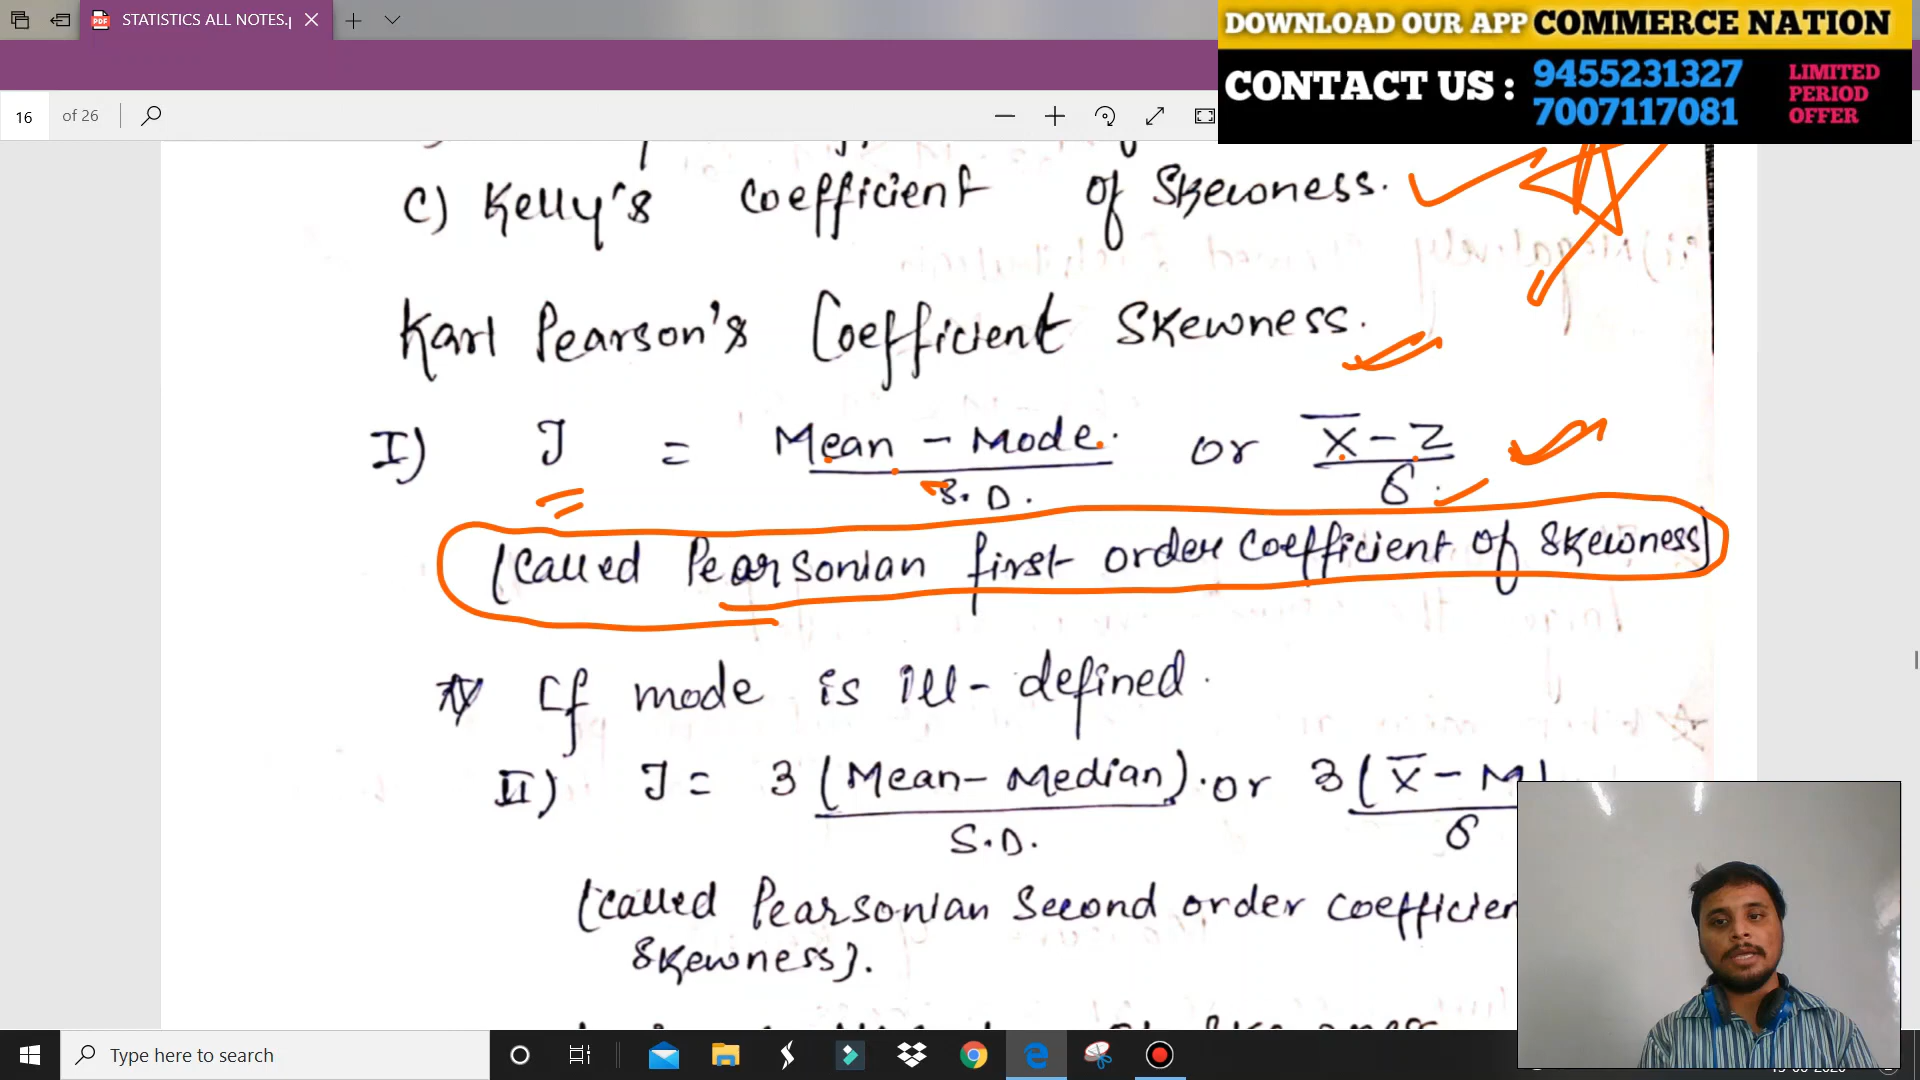 STATISTICS ALL NOTES.p
DOWNLOAD OUR APP COMMERCE NATION
CONTACT US : 9455231327
7007117081
LIMITED
PERIOD
OFFER
16 of 26
C) Kelly's coefficient of Skewness.
Karl Pearson's Coefficient Skewness.
I) J = Mean - Mode. or X̅ - Z
S.D. σ
(Called Pearsonian first order coefficient of Skewness)
If mode is ill-defined.
II) J = 3 (Mean - Median). or 3 (X̅ - M)
S.D. σ
(Called Pearsonian Second order coefficien
Skewness).
Type here to search